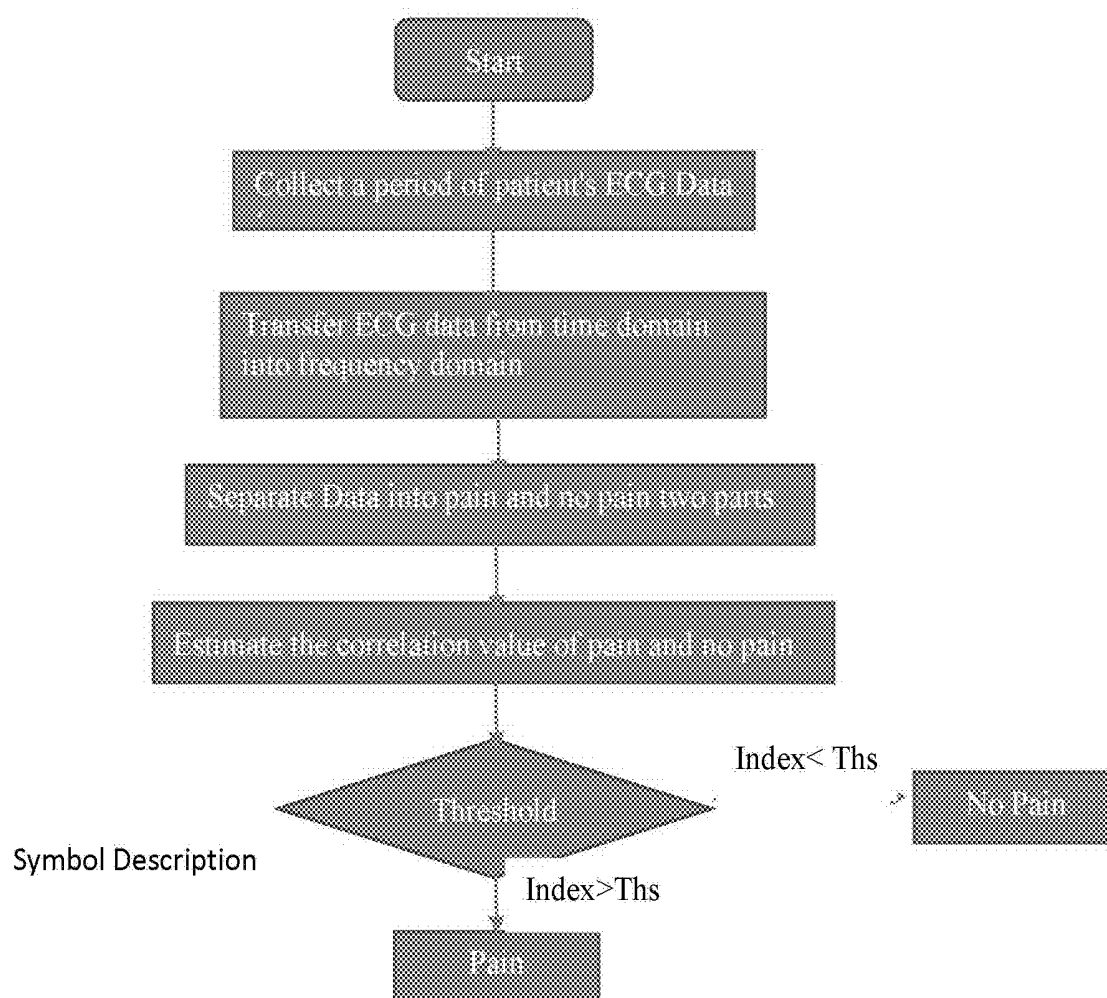 Start
Collect a period of patient's ECG Data
Transfer ECG data from time domain
into frequency domain
Separate Data into pain and no pain two parts
Estimate the correlation value of pain and no pain
Index< Ths
Threshold
No Pain
Symbol Description
Index>Ths
Pain